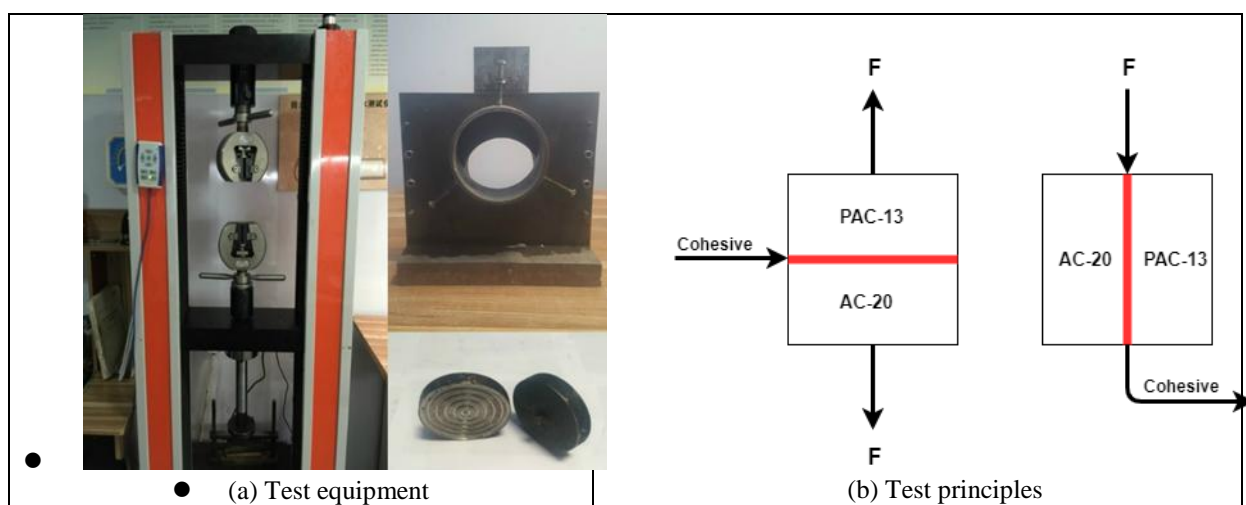 F
F
PAC-13
Cohesive
AC-20
PAC-13
AC-20
Cohesive
F
(a) Test equipment
(b) Test principles